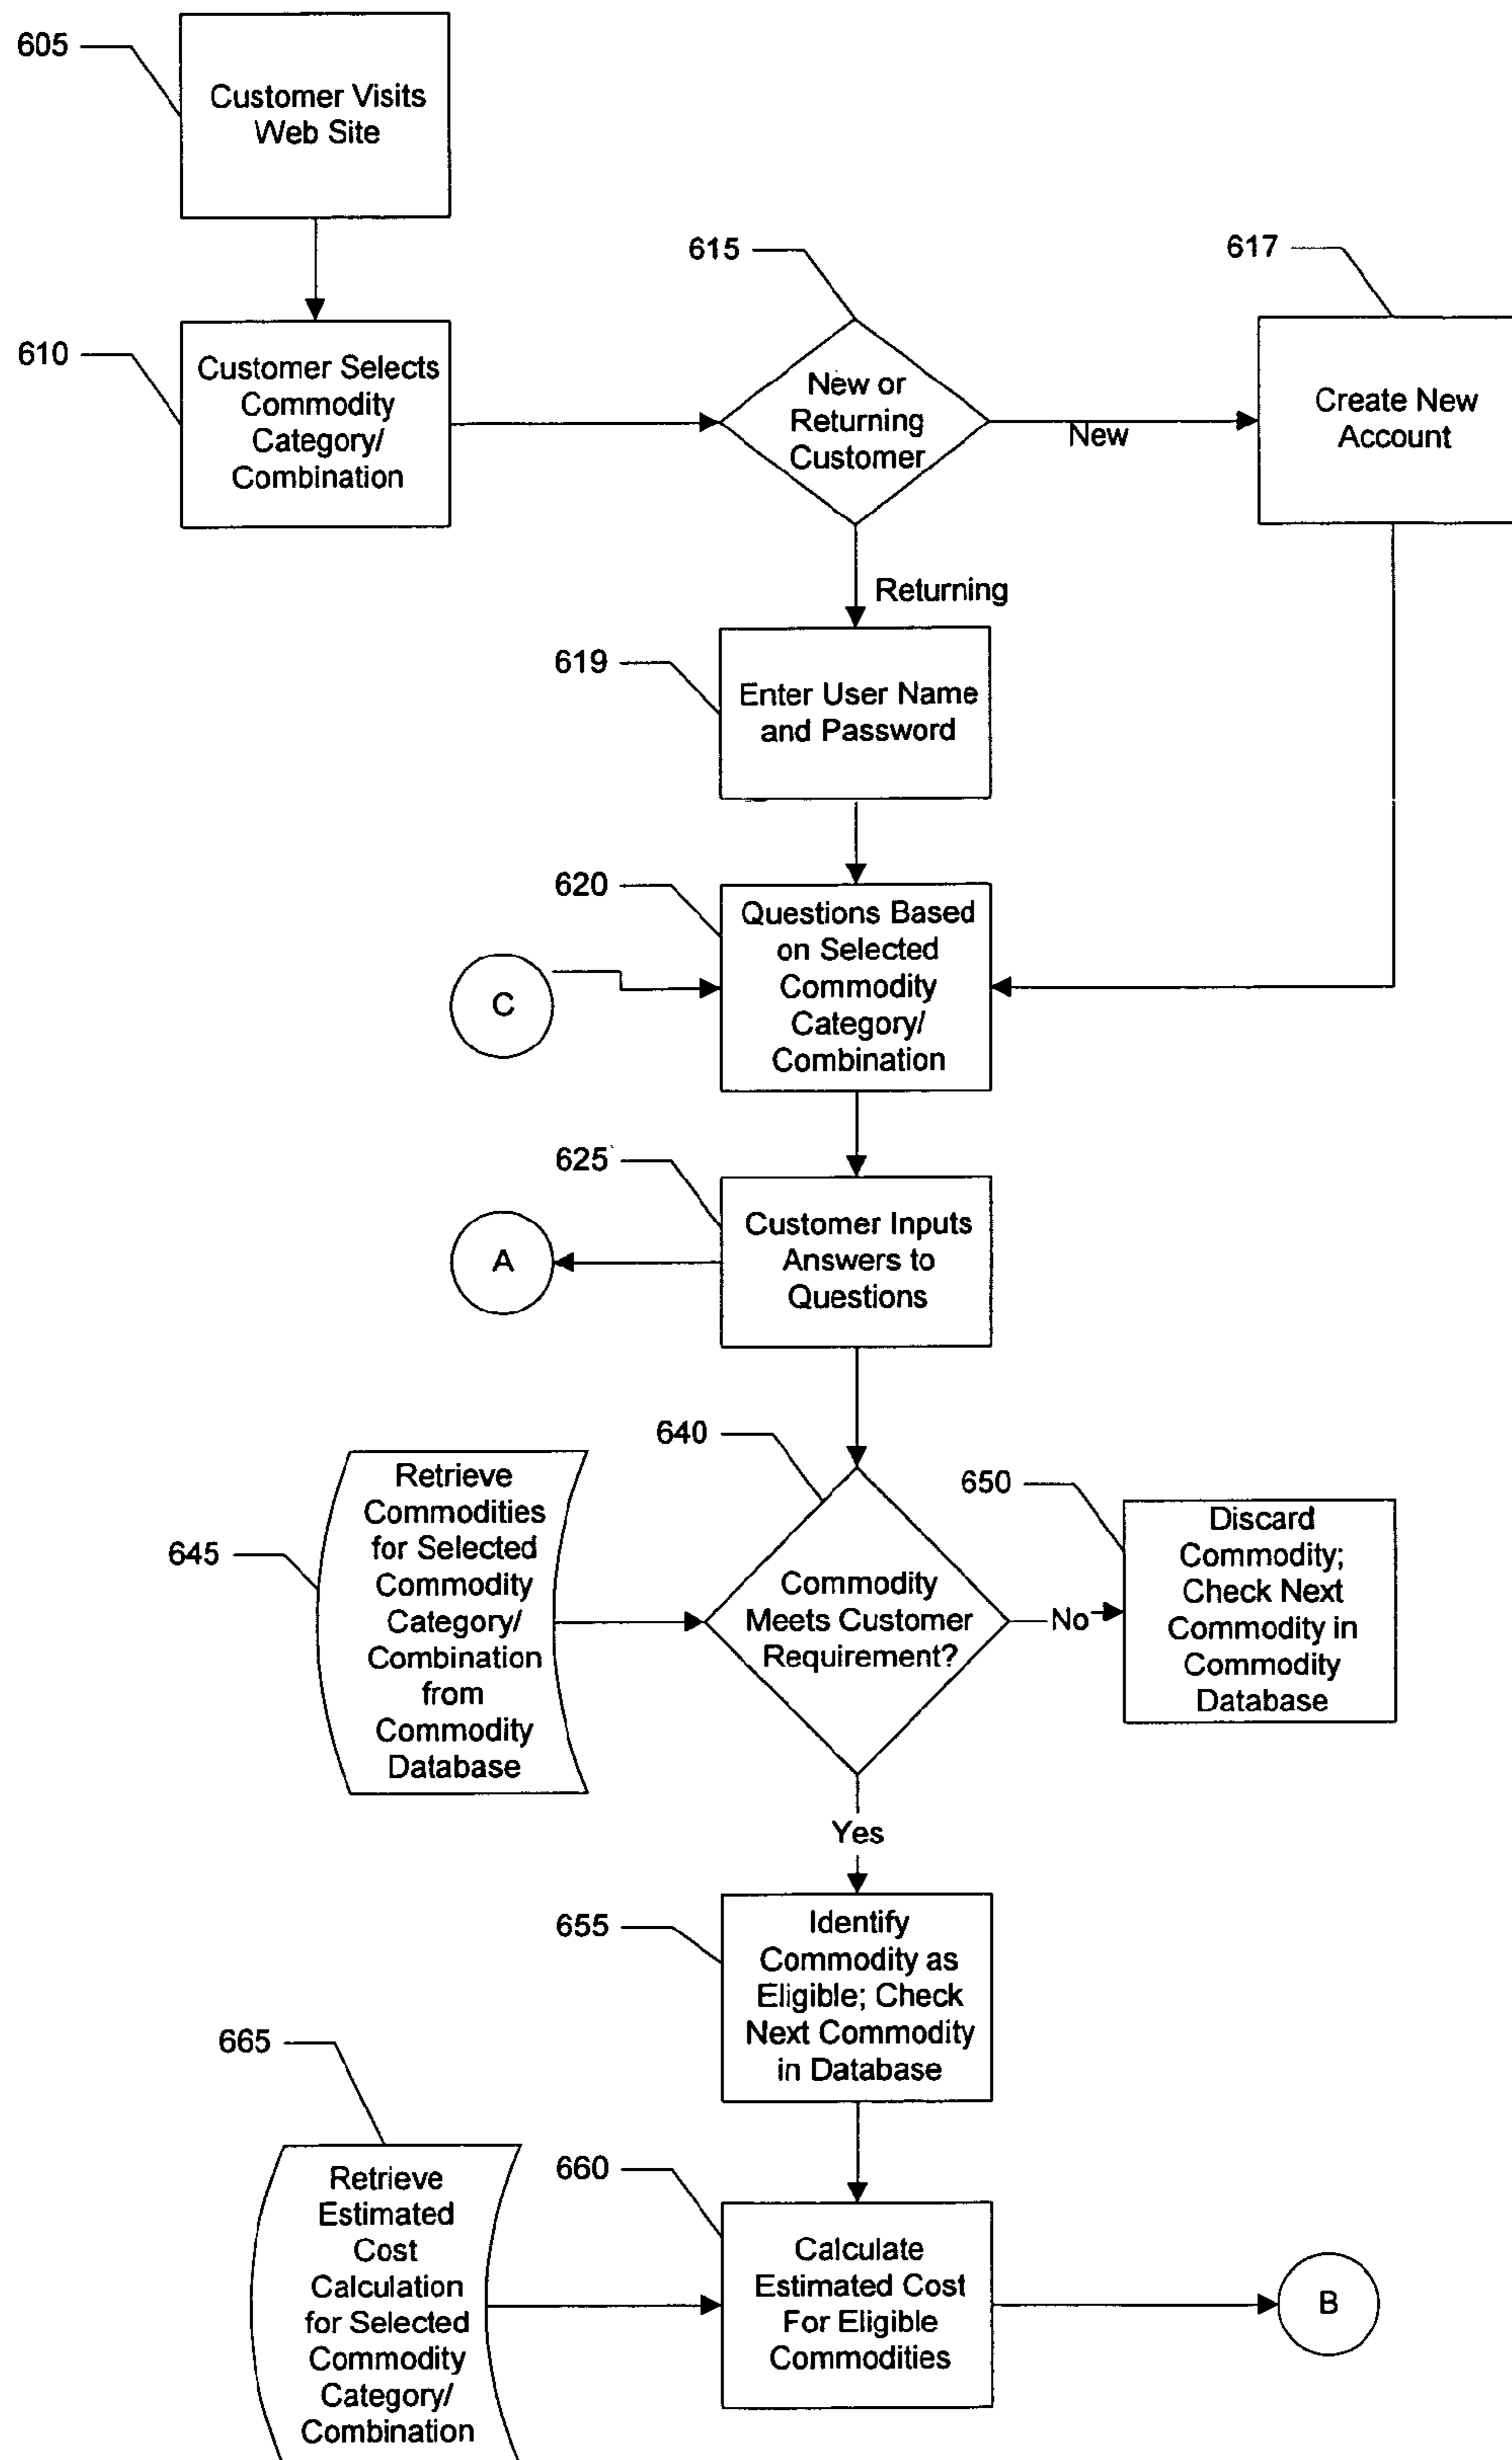 605
Customer Visits
Web Site
615
617
610
Customer Selects
Commodity
Category/
Combination
New or
Returning
Customer
New
Create New
Account
Returning
619
Enter User Name
and Password
620
Questions Based
on Selected
Commodity
Category/
Combination
C
625
Customer Inputs
Answers to
Questions
A
640
645
Retrieve
Commodities
for Selected
Commodity
Category/
Combination
from
Commodity
Database
Commodity
Meets Customer
Requirement?
No
650
Discard
Commodity;
Check Next
Commodity in
Commodity
Database
Yes
655
Identify
Commodity as
Eligible; Check
Next Commodity
in Database
665
Retrieve
Estimated
Cost
Calculation
for Selected
Commodity
Category/
Combination
660
Calculate
Estimated Cost
For Eligible
Commodities
B